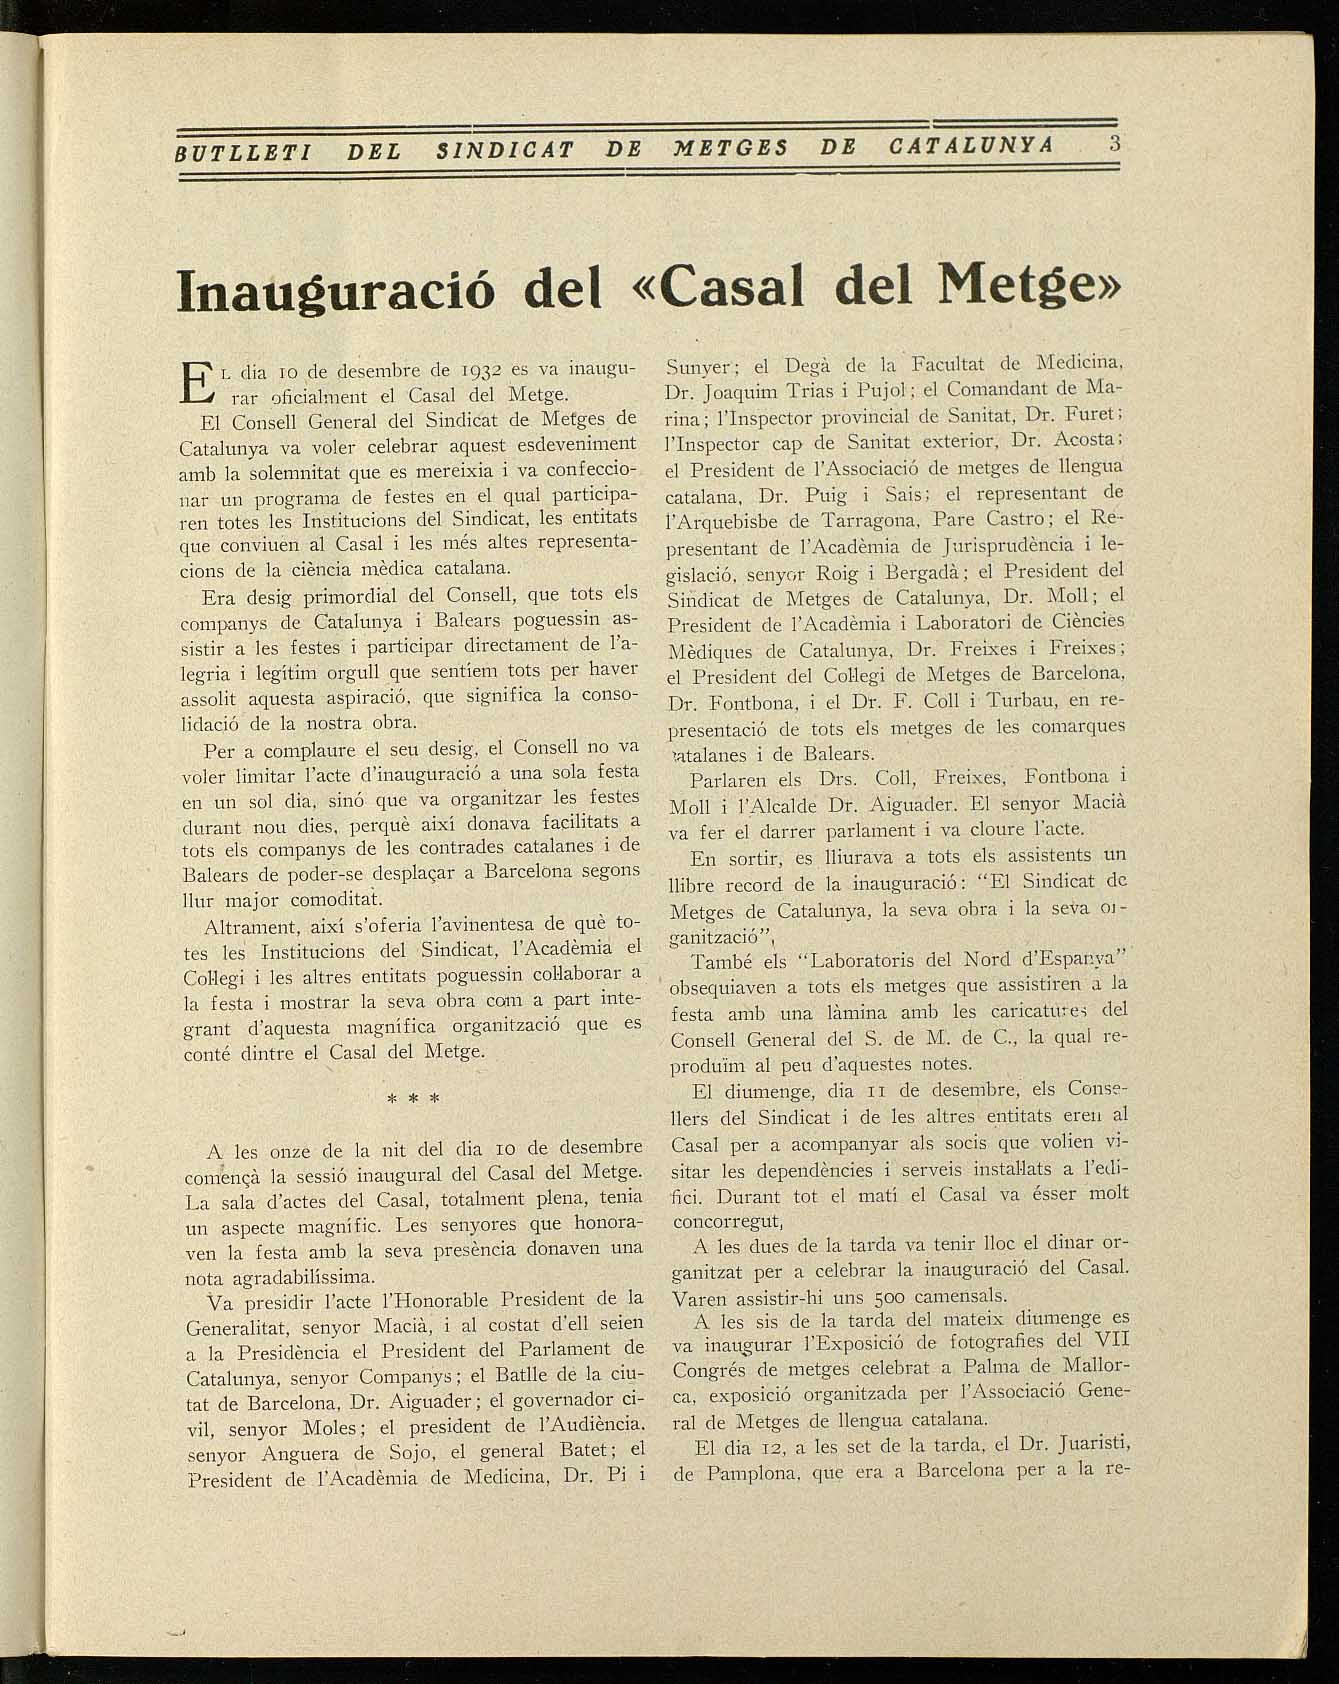 BUTLLETI DEL SINDICAT DE METGES DE CATALUNYA 3
Inauguració del «Casal del Metge»
EL dia 10 de desembre de 1932 es va inaugu-
rar oficialment el Casal del Metge.
El Consell General del Sindicat de Metges de
Catalunya va voler celebrar aquest esdeveniment
amb la solemnitat que es mereixia i va confeccio-
nar un programa de festes en el qual participa-
ren totes les Institucions del Sindicat, les entitats
que conviuen al Casal i les més altes representa-
cions de la ciència mèdica catalana.
Era desig primordial del Consell, que tots els
companys de Catalunya i Balears poguessin as-
sistir a les festes i participar directament de l'a-
legria i legítim orgull que sentíem tots per haver
assolit aquesta aspiració, que significa la conso-
lidació de la nostra obra.
Per a complaure el seu desig, el Consell no va
voler limitar l'acte d'inauguració a una sola festa
en un sol dia, sinó que va organitzar les festes
durant nou dies, perquè així donava facilitats a
tots els companys de les contrades catalanes i de
Balears de poder-se desplaçar a Barcelona segons
llur major comoditat.
Altrament, així s'oferia l'avinentesa de què to-
tes les Institucions del Sindicat, l'Acadèmia el
Col·legi i les altres entitats poguessin col·laborar a
la festa i mostrar la seva obra com a part inte-
grant d'aquesta magnífica organització que es
conté dintre el Casal del Metge.
* * *
A les onze de la nit del dia 10 de desembre
començà la sessió inaugural del Casal del Metge.
La sala d'actes del Casal, totalment plena, tenia
un aspecte magnífic. Les senyores que honora-
ven la festa amb la seva presència donaven una
nota agradabilíssima.
Va presidir l'acte l'Honorable President de la
Generalitat, senyor Macià, i al costat d'ell seien
a la Presidència el President del Parlament de
Catalunya, senyor Companys; el Batlle de la ciu-
tat de Barcelona, Dr. Aiguader; el governador ci-
vil, senyor Moles; el president de l'Audiència.
senyor Anguera de Sojo, el general Batet; el
President de l'Acadèmia de Medicina, Dr. Pi i
Sunyer; el Degà de la Facultat de Medicina,
Dr. Joaquim Trias i Pujol; el Comandant de Ma-
rina; l'Inspector provincial de Sanitat, Dr. Furet;
l'Inspector cap de Sanitat exterior, Dr. Acosta;
el President de l'Associació de metges de llengua
catalana, Dr. Puig i Sais; el representant de
l'Arquebisbe de Tarragona, Pare Castro; el Re-
presentant de l'Acadèmia de Jurisprudència i le-
gislació, senyor Roig i Bergadà; el President del
Sindicat de Metges de Catalunya, Dr. Moll; el
President de l'Acadèmia i Laboratori de Ciències
Mèdiques de Catalunya, Dr. Freixes i Freixes;
el President del Col·legi de Metges de Barcelona,
Dr. Fontbona, i el Dr. F. Coll i Turbau, en re-
presentació de tots els metges de les comarques
catalanes i de Balears.
Parlaren els Drs. Coll, Freixes, Fontbona i
Moll i l'Alcalde Dr. Aiguader. El senyor Macià
va fer el darrer parlament i va cloure l'acte.
En sortir, es lliurava a tots els assistents un
llibre record de la inauguració: "El Sindicat de
Metges de Catalunya, la seva obra i la seva or-
ganització",
També els "Laboratoris del Nord d'Espanya"
obsequiaven a tots els metges que assistiren a la
festa amb una làmina amb les caricatures del
Consell General del S. de M. de C., la qual re-
produïm al peu d'aquestes notes.
El diumenge, dia 11 de desembre, els Conse-
llers del Sindicat i de les altres entitats eren al
Casal per a acompanyar als socis que volien vi-
sitar les dependències i serveis instal·lats a l'edi-
fici. Durant tot el matí el Casal va ésser molt
concorregut,
A les dues de la tarda va tenir lloc el dinar or-
ganitzat per a celebrar la inauguració del Casal.
Varen assistir-hi uns 500 camensals.
A les sis de la tarda del mateix diumenge es
va inaugurar l'Exposició de fotografies del VII
Congrés de metges celebrat a Palma de Mallor-
ca, exposició organitzada per l'Associació Gene-
ral de Metges de llengua catalana.
El dia 12, a les set de la tarda, el Dr. Juaristi,
de Pamplona, que era a Barcelona per a la re-